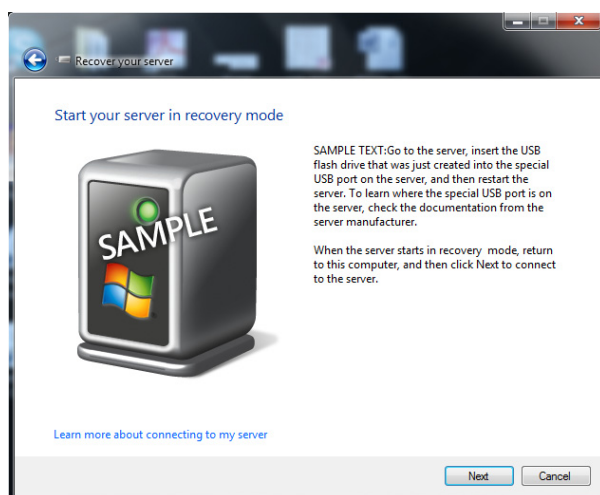 Recover your server
Start your server in recovery mode
SAMPLE TEXT:Go to the server, insert the USB
flash drive that was just created into the special
USB port on the server, and then restart the
server. To learn where the special USB port is on
the server, check the documentation from the
server manufacturer.
When the server starts in recovery mode, return
to this computer, and then click Next to connect
to the server.
SAMPLE
Learn more about connecting to my server
Next
Cancel